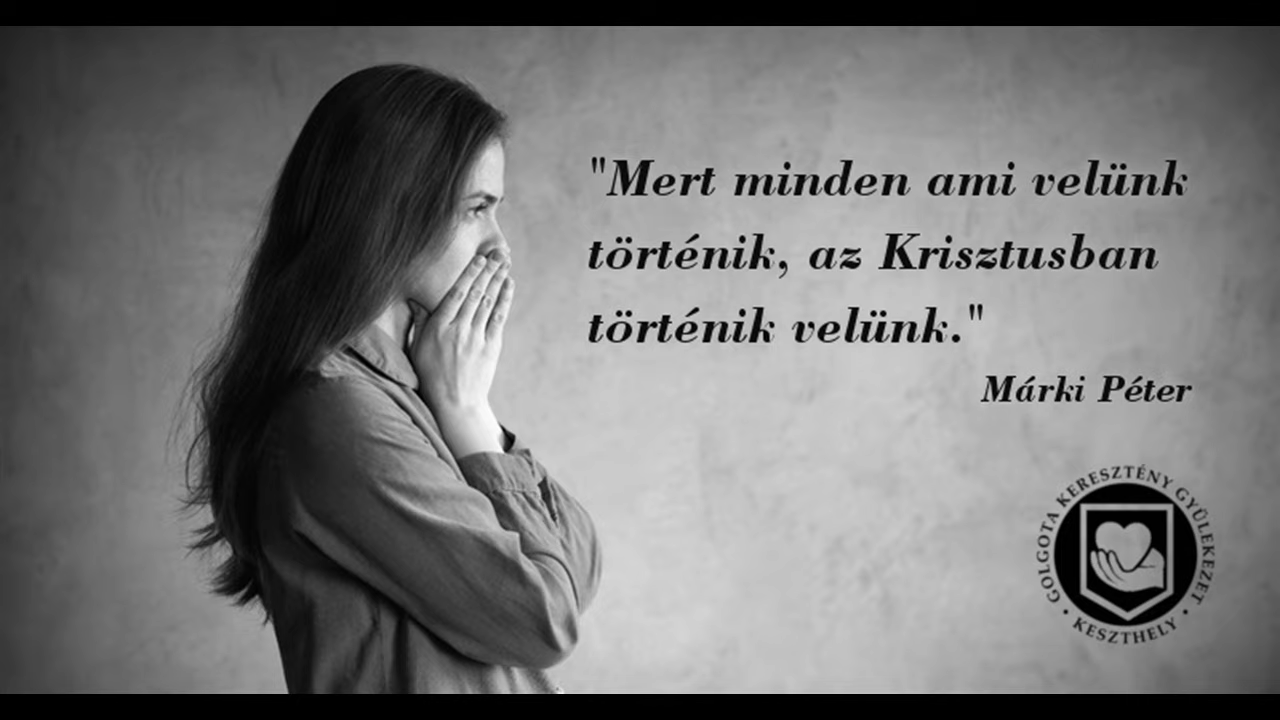 "Mert minden ami velünk
történik, az Krisztusban
történik velünk."
Márki Péter
GOLGOTA KERESZTÉNY GYÜLEKEZET
• KESZTHELY •